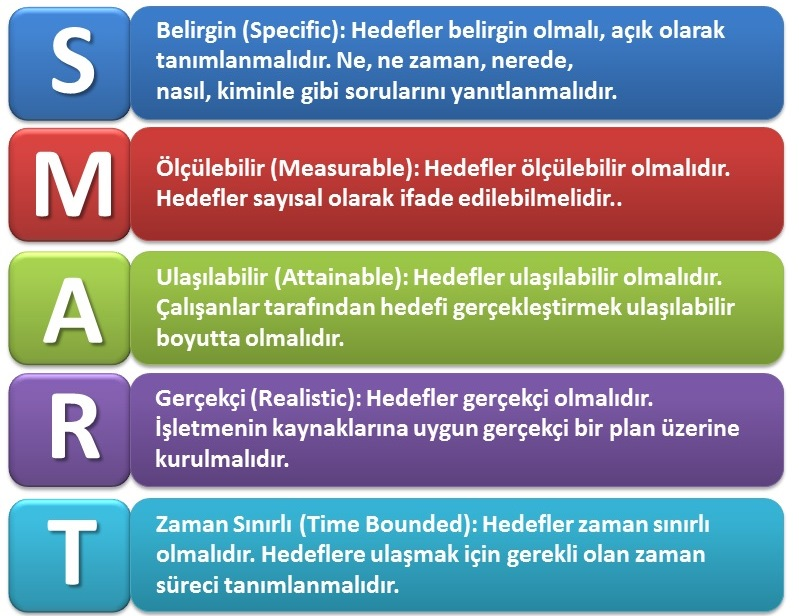 S
Belirgin (Specific): Hedefler belirgin olmalı, açık olarak
tanımlanmalıdır. Ne, ne zaman, nerede,
nasıl, kiminle gibi sorularını yanıtlanmalıdır.
M
Ölçülebilir (Measurable): Hedefler ölçülebilir olmalıdır.
Hedefler sayısal olarak ifade edilebilmelidir..
A
Ulaşılabilir (Attainable): Hedefler ulaşılabilir olmalıdır.
Çalışanlar tarafından hedefi gerçekleştirmek ulaşılabilir
boyutta olmalıdır.
R
Gerçekçi (Realistic): Hedefler gerçekçi olmalıdır.
İşletmenin kaynaklarına uygun gerçekçi bir plan üzerine
kurulmalıdır.
T
Zaman Sınırlı (Time Bounded): Hedefler zaman sınırlı
olmalıdır. Hedeflere ulaşmak için gerekli olan zaman
süreci tanımlanmalıdır.